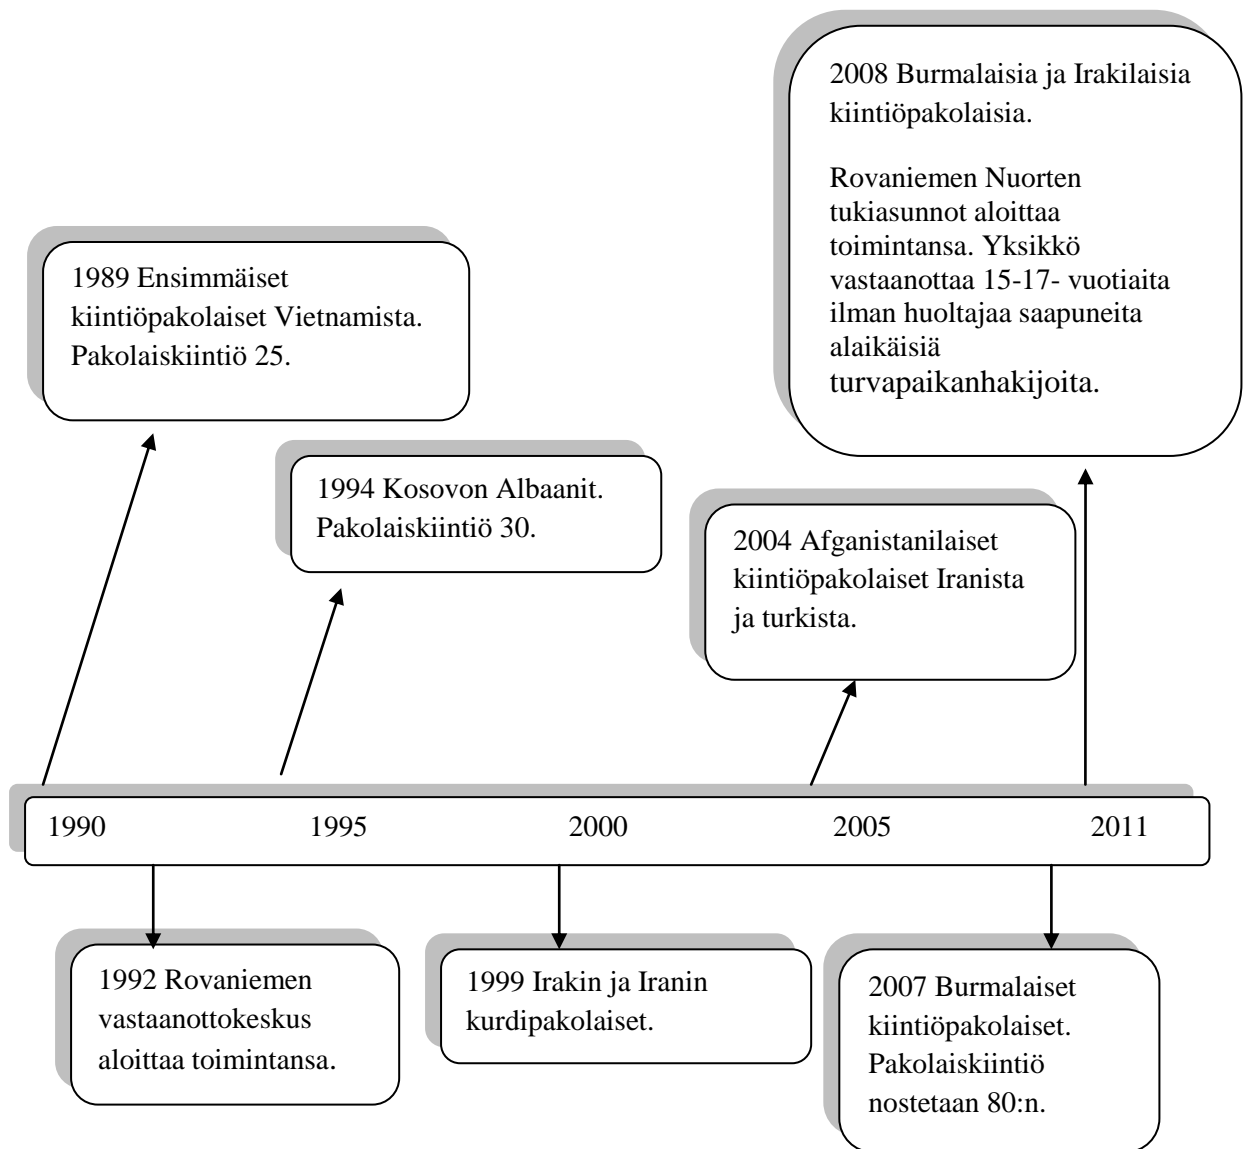 2008 Burmalaisia ja Irakilaisia
kiintiöpakolaisia.
Rovaniemen Nuorten
tukiasunnot aloittaa
toimintansa. Yksikkö
vastaanottaa 15-17- vuotiaita
ilman huoltajaa saapuneita
alaikäisiä
turvapaikanhakijoita.
1989 Ensimmäiset
kiintiöpakolaiset Vietnamista.
Pakolaiskiintiö 25.
1994 Kosovon Albaanit.
Pakolaiskiintiö 30.
2004 Afganistanilaiset
kiintiöpakolaiset Iranista
ja turkista.
1990 1995 2000 2005 2011
1992 Rovaniemen
vastaanottokeskus
aloittaa toimintansa.
1999 Irakin ja Iranin
kurdipakolaiset.
2007 Burmalaiset
kiintiöpakolaiset.
Pakolaiskiintiö
nostetaan 80:n.